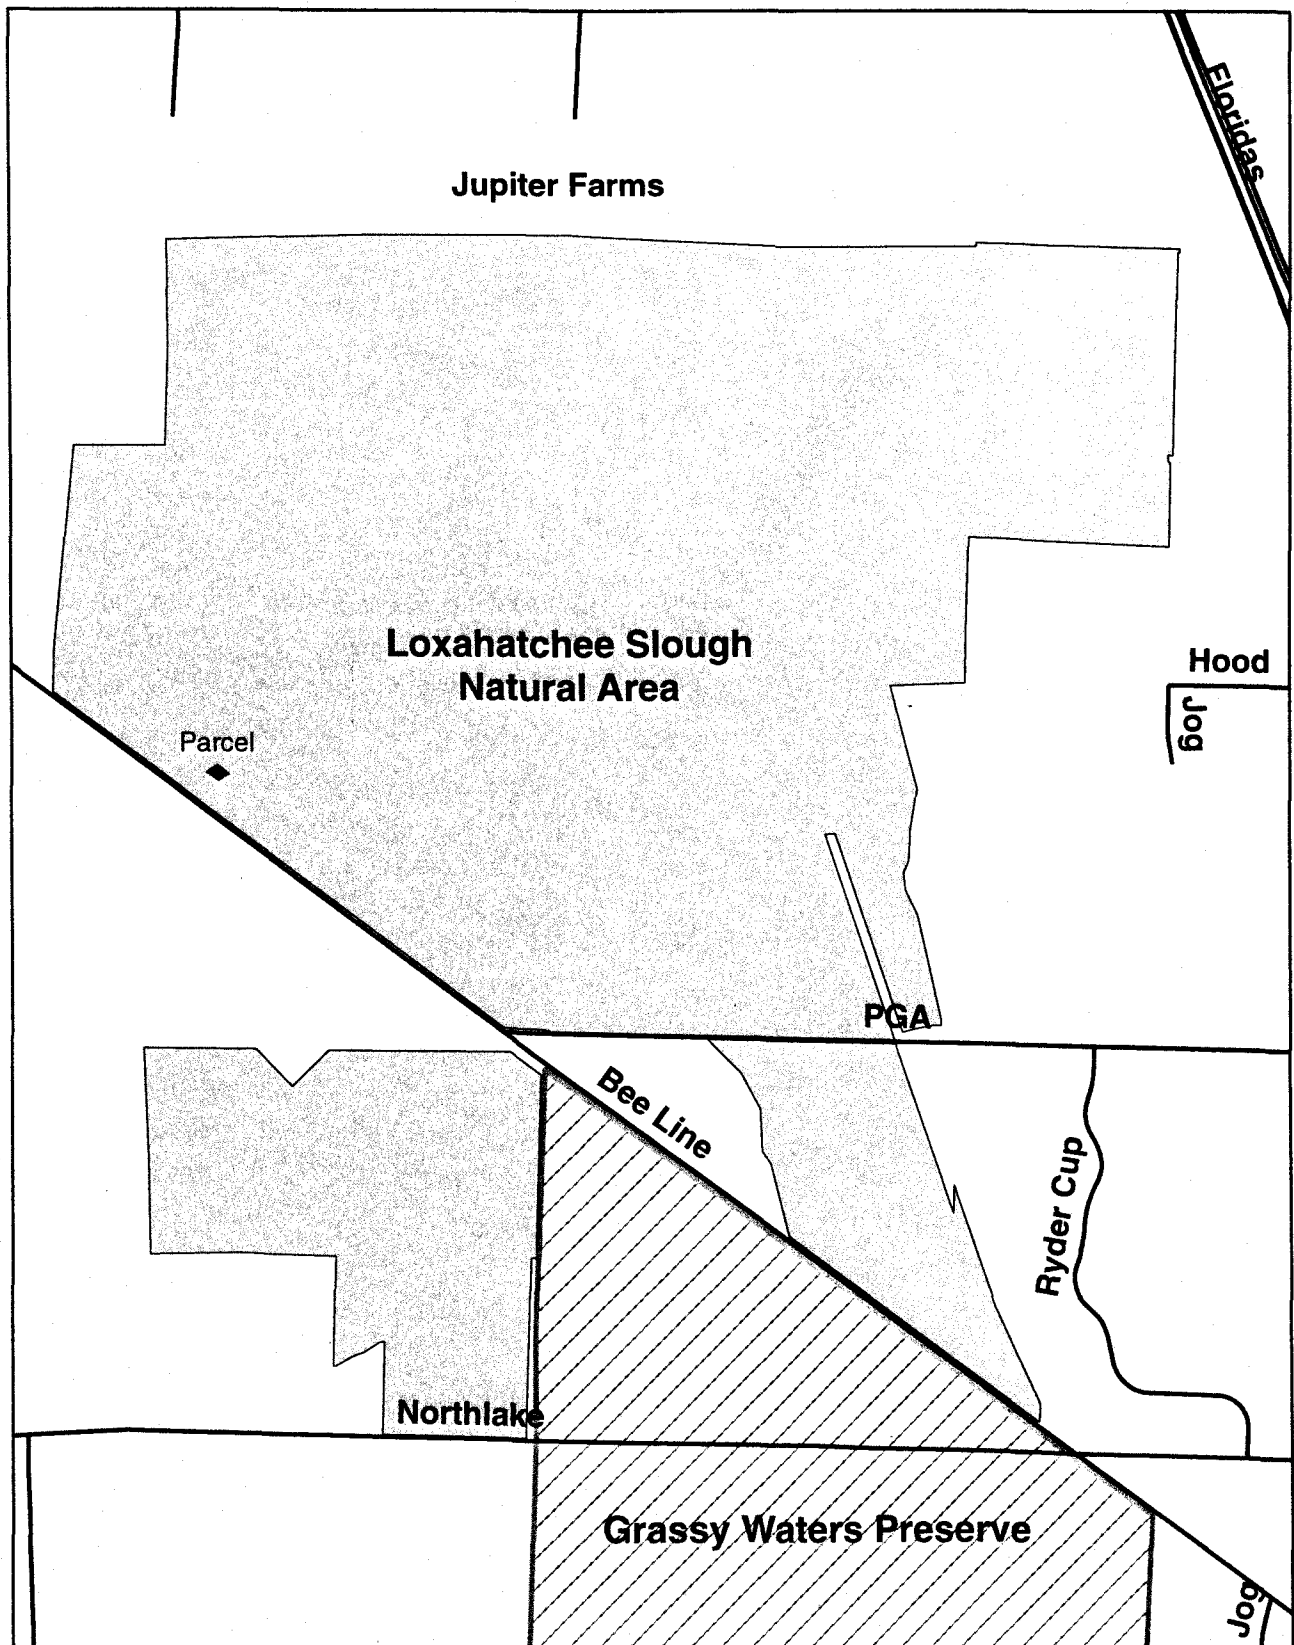 Floridas
Jupiter Farms
Loxahatchee Slough
Natural Area
Hood
Jog
Parcel
PGA
Bee Line
Ryder Cup
Northlake
Grassy Waters Preserve
Jog